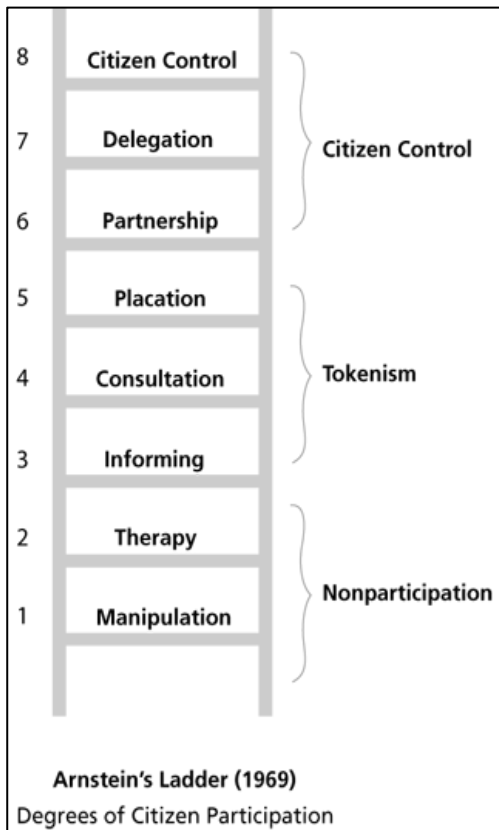 8 Citizen Control
7 Delegation
Citizen Control
6 Partnership
5 Placation
4 Consultation
Tokenism
3 Informing
2 Therapy
Nonparticipation
1 Manipulation
Arnstein's Ladder (1969)
Degrees of Citizen Participation